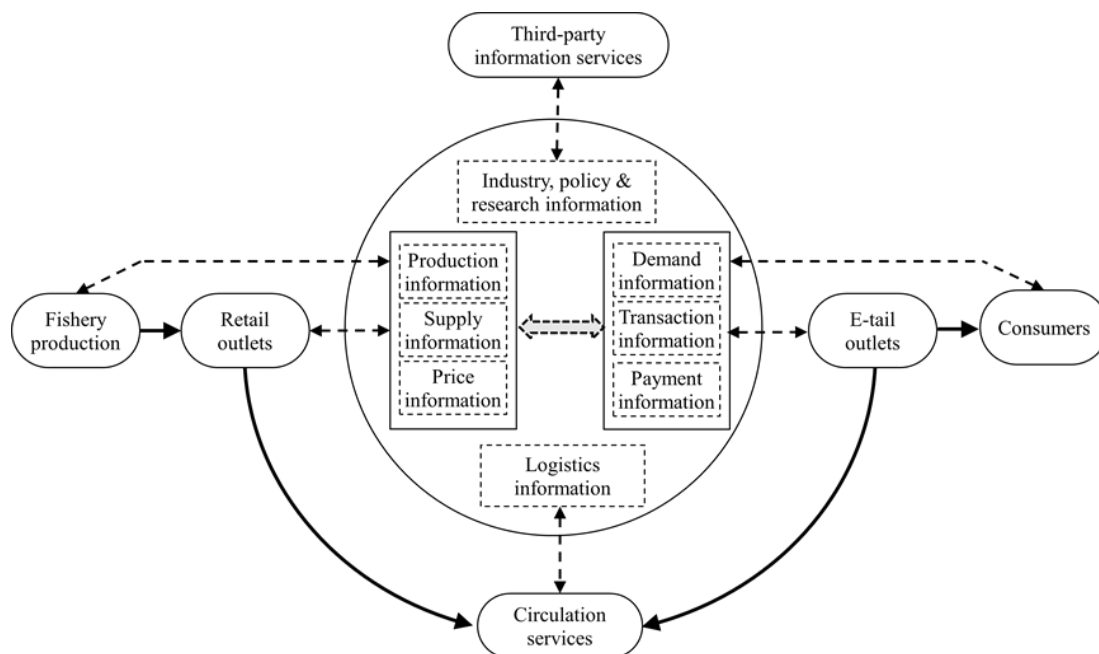 Third-party
information services
Industry, policy &
research information
Production
information
Supply
information
Price
information
Demand
information
Transaction
information
Payment
information
Fishery
production
Retail
outlets
E-tail
outlets
Consumers
Logistics
information
Circulation
services